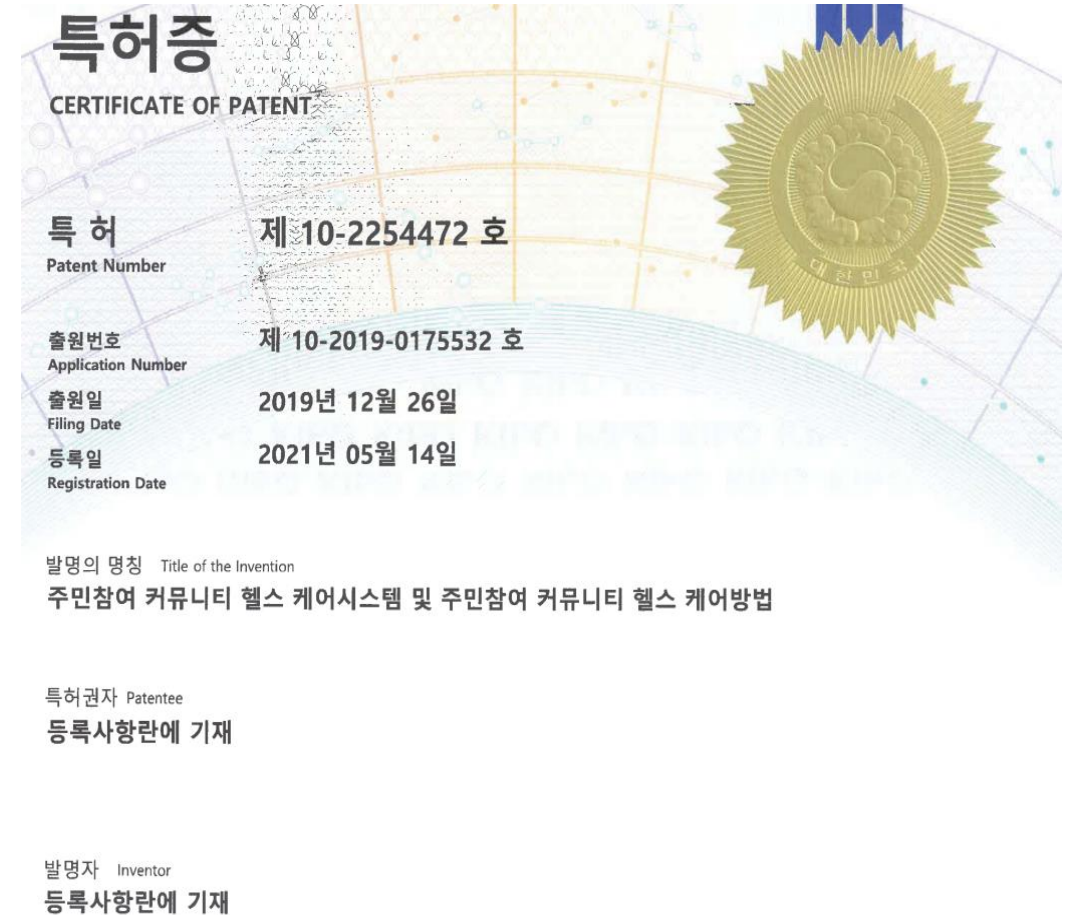 특허증
CERTIFICATE OF PATENT
특 허 제 10-2254472 호
Patent Number
출원번호 제 10-2019-0175532 호
Application Number
출원일 2019년 12월 26일
Filing Date
등록일 2021년 05월 14일
Registration Date
대한민국
발명의 명칭 Title of the Invention
주민참여 커뮤니티 헬스 케어시스템 및 주민참여 커뮤니티 헬스 케어방법
특허권자 Patentee
등록사항란에 기재
발명자 Inventor
등록사항란에 기재